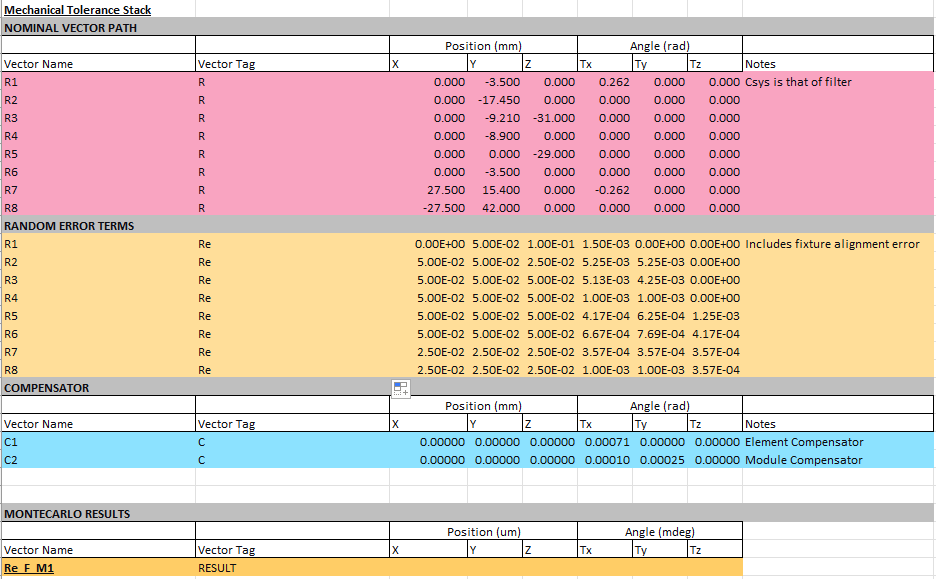 Mechanical Tolerance Stack
NOMINAL VECTOR PATH
Position (mm) Angle (rad)
Vector Name Vector Tag X Y Z Tx Ty Tz Notes
R1 R 0.000 -3.500 0.000 0.262 0.000 0.000 Csys is that of filter
R2 R 0.000 -17.450 0.000 0.000 0.000 0.000
R3 R 0.000 -9.210 -31.000 0.000 0.000 0.000
R4 R 0.000 -8.900 0.000 0.000 0.000 0.000
R5 R 0.000 0.000 -29.000 0.000 0.000 0.000
R6 R 0.000 -3.500 0.000 0.000 0.000 0.000
R7 R 27.500 15.400 0.000 -0.262 0.000 0.000
R8 R -27.500 42.000 0.000 0.000 0.000 0.000
RANDOM ERROR TERMS
R1 Re 0.00E+00 5.00E-02 1.00E-01 1.50E-03 0.00E+00 0.00E+00 Includes fixture alignment error
R2 Re 5.00E-02 5.00E-02 2.50E-02 5.25E-03 5.25E-03 0.00E+00
R3 Re 5.00E-02 5.00E-02 5.00E-02 5.13E-03 4.25E-03 0.00E+00
R4 Re 5.00E-02 5.00E-02 5.00E-02 1.00E-03 1.00E-03 0.00E+00
R5 Re 5.00E-02 5.00E-02 5.00E-02 4.17E-04 6.25E-04 1.25E-03
R6 Re 5.00E-02 5.00E-02 5.00E-02 6.67E-04 7.69E-04 4.17E-04
R7 Re 2.50E-02 2.50E-02 2.50E-02 3.57E-04 3.57E-04 3.57E-04
R8 Re 2.50E-02 2.50E-02 2.50E-02 1.00E-03 1.00E-03 3.57E-04
COMPENSATOR
Position (mm) Angle (rad)
Vector Name Vector Tag X Y Z Tx Ty Tz Notes
C1 C 0.00000 0.00000 0.00000 0.00071 0.00000 0.00000 Element Compensator
C2 C 0.00000 0.00000 0.00000 0.00010 0.00025 0.00000 Module Compensator
MONTECARLO RESULTS
Position (um) Angle (mdeg)
Vector Name Vector Tag X Y Z Tx Ty Tz
Re_F_M1 RESULT